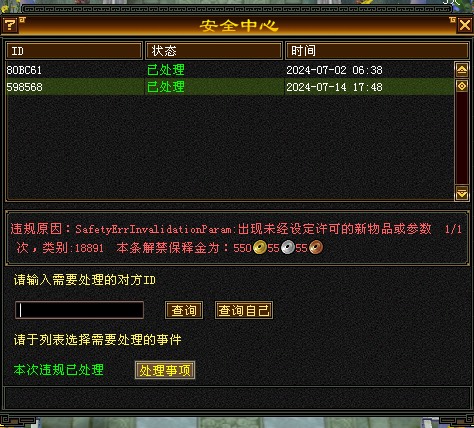 ? 安全中心 X
ID 状态 时间
80BC61 已处理 2024-07-02 06:38
598568 已处理 2024-07-14 17:48
违规原因：SafetyErrInvalidationParam:出现未经设定许可的新物品或参数 1/1
次，类别:18891 本条解禁保释金为：550 55 55
请输入需要处理的对方ID
查询 查询自己
请于列表选择需要处理的事件
本次违规已处理 处理事项